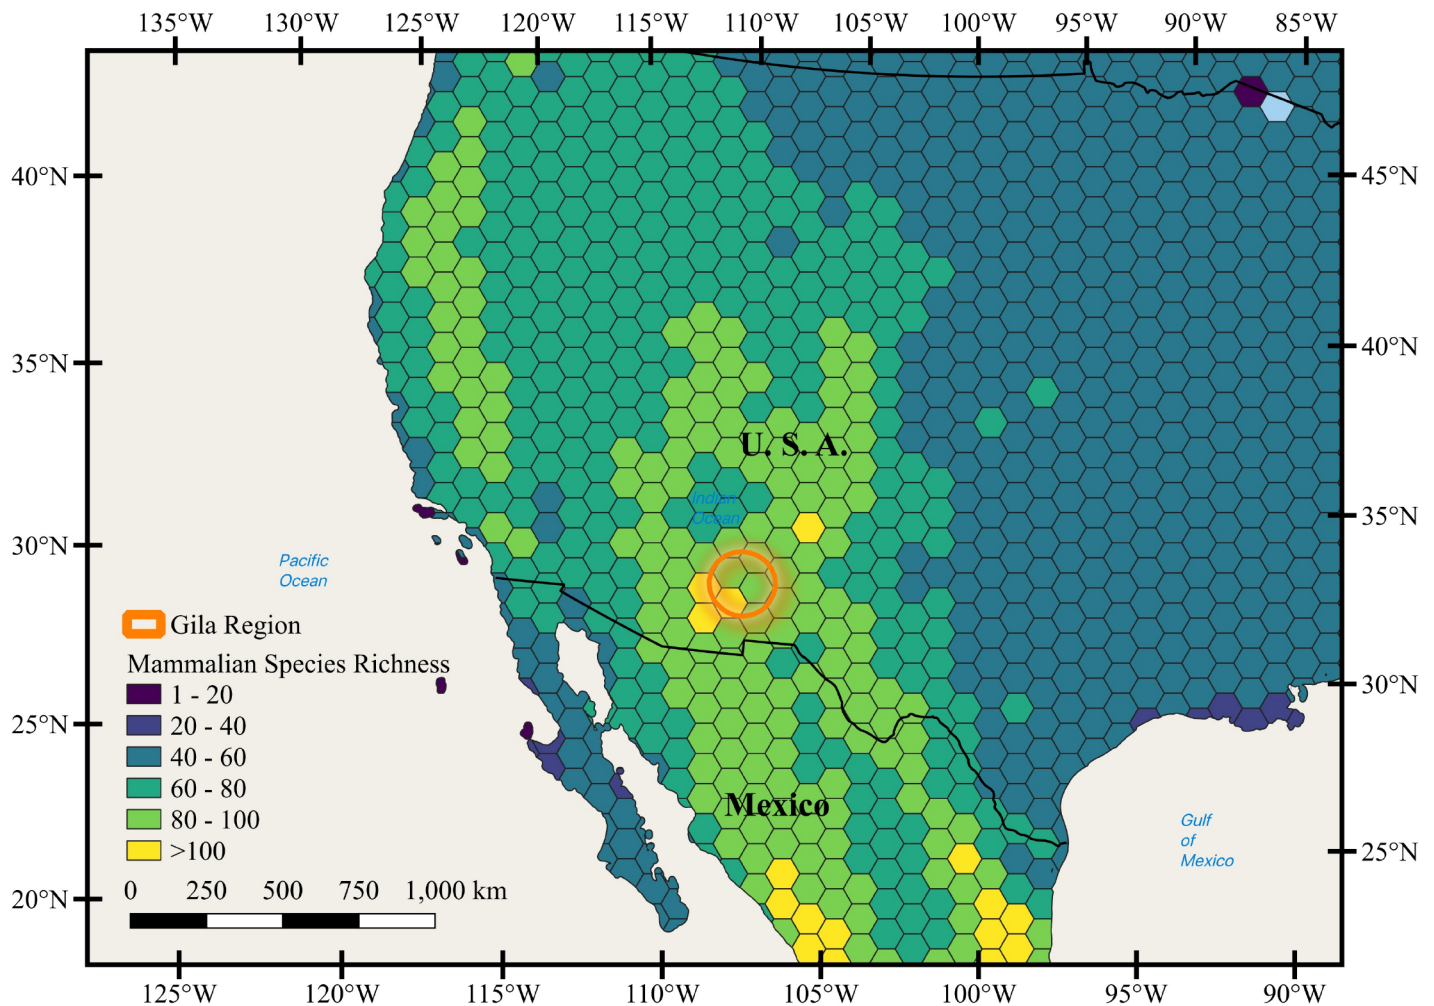 135°W 130°W 125°W 120°W 115°W 110°W 105°W 100°W 95°W 90°W 85°W
40°N
45°N
35°N
40°N
U. S. A.
Indian
Ocean
35°N
30°N
Pacific
Ocean
Gila Region
Mammalian Species Richness
1 - 20
20 - 40
40 - 60
60 - 80
80 - 100
>100
30°N
25°N
Mexico
Gulf
of
Mexico
25°N
0 250 500 750 1,000 km
20°N
125°W 120°W 115°W 110°W 105°W 100°W 95°W 90°W